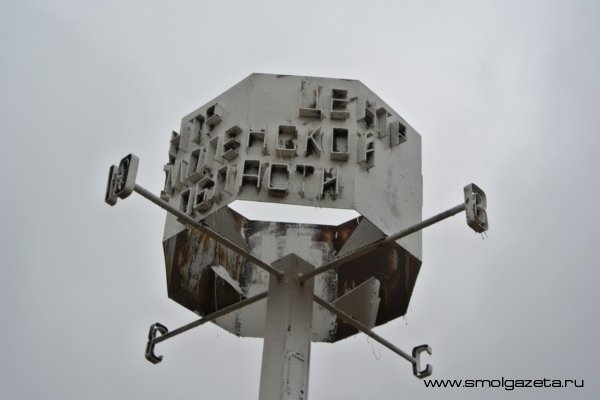 ЦЕНТР
СМОЛЕНСКОЙ
ОБЛАСТИ
В
С
www.smolgazeta.ru